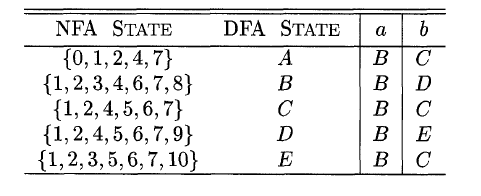 NFA STATE DFA STATE a b
{0, 1, 2, 4, 7} A B C
{1, 2, 3, 4, 6, 7, 8} B B D
{1, 2, 4, 5, 6, 7} C B C
{1, 2, 4, 5, 6, 7, 9} D B E
{1, 2, 3, 5, 6, 7, 10} E B C